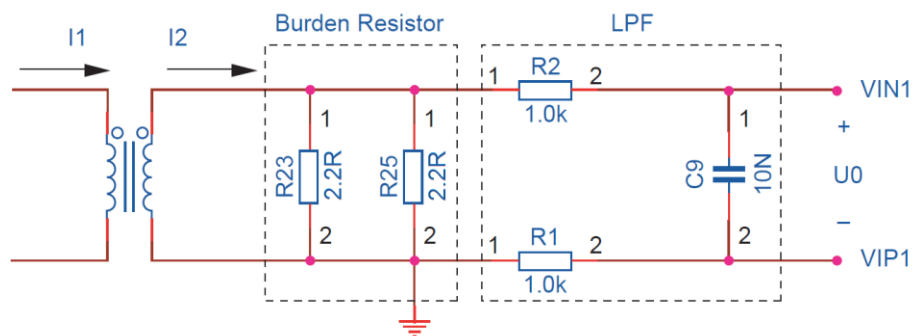 Burden Resistor
LPF
I1
I2
R2
1
2
VIN1
1.0k
1
1
1
+
R23
2.2R
R25
2.2R
C9
10N
U0
2
2
2
−
R1
1
2
VIP1
1.0k